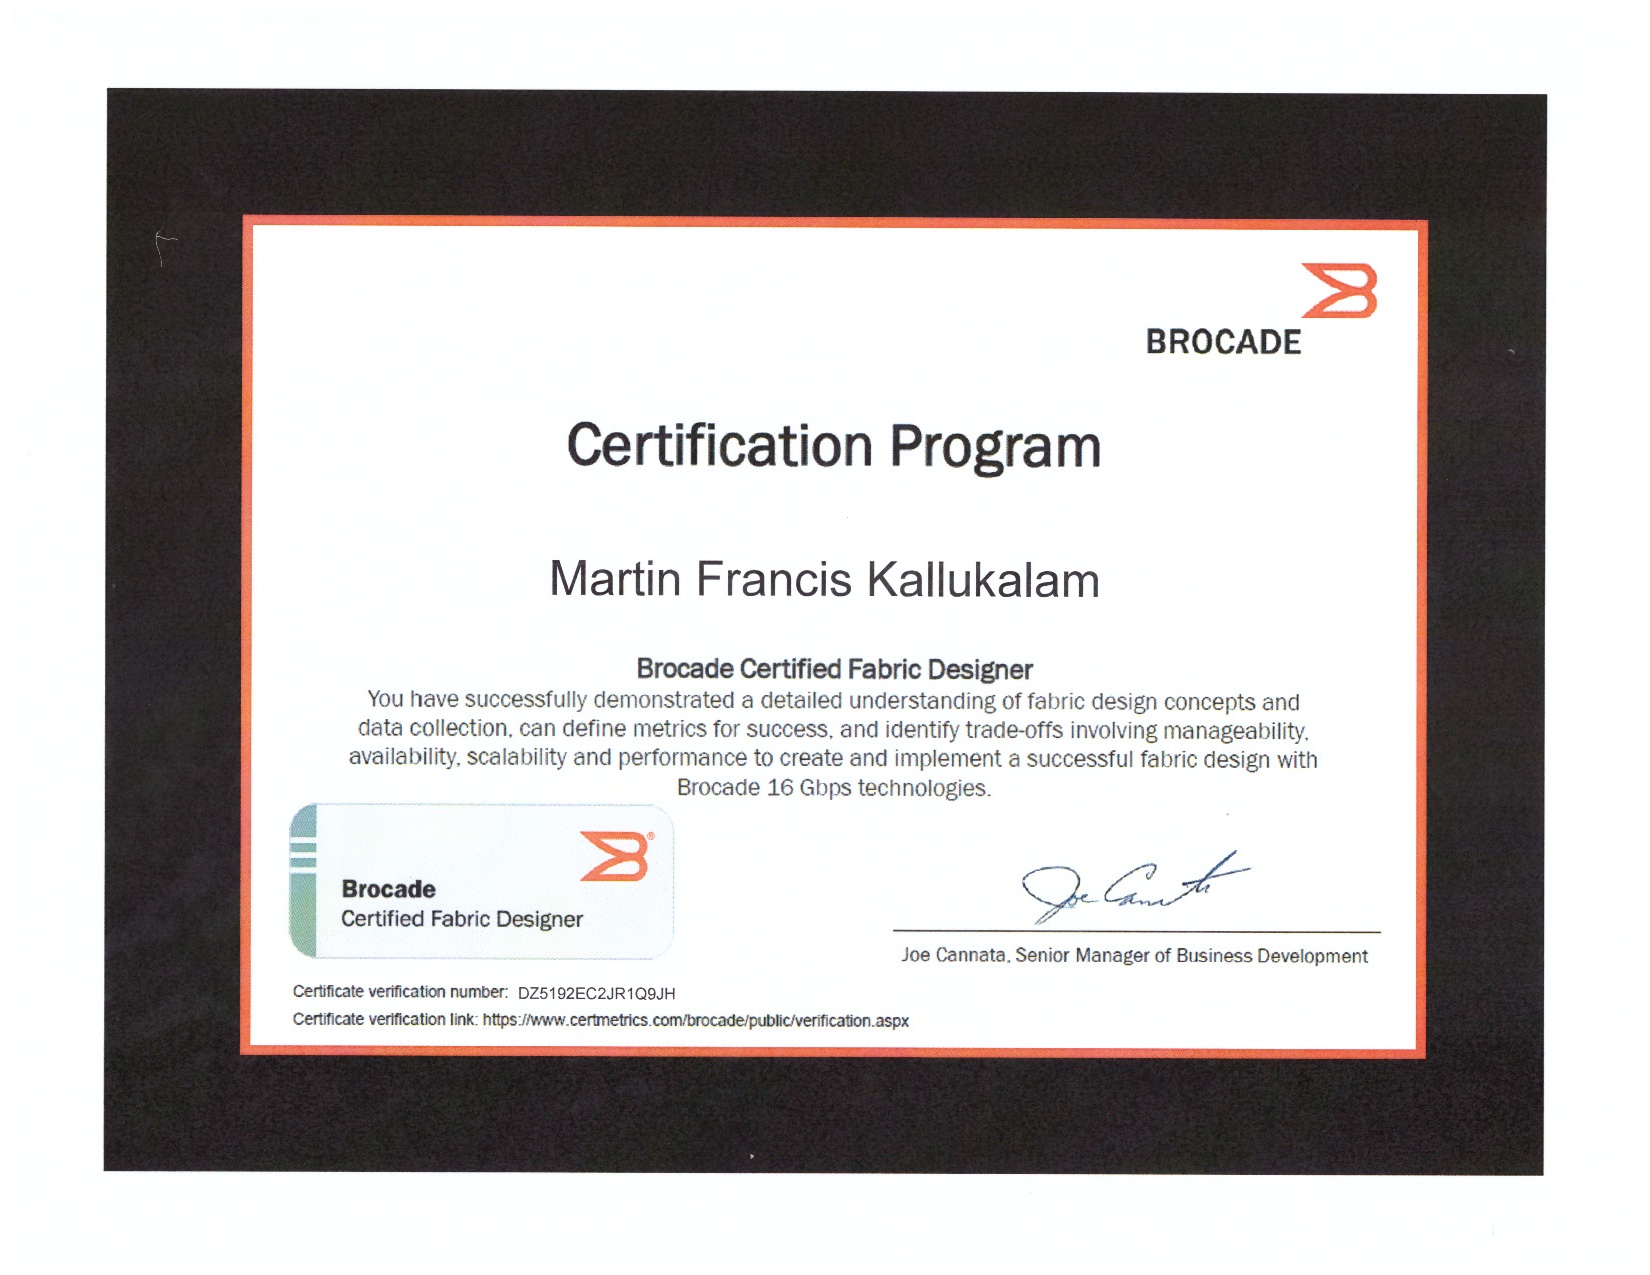 BROCADE
Certification Program
Martin Francis Kallukalam
Brocade Certified Fabric Designer
You have successfully demonstrated a detailed understanding of fabric design concepts and
data collection, can define metrics for success, and identify trade-offs involving manageability,
availability, scalability and performance to create and implement a successful fabric design with
Brocade 16 Gbps technologies.
Brocade
Certified Fabric Designer
Joe Cannata
Joe Cannata, Senior Manager of Business Development
Certificate verification number: DZ5192EC2JR1Q9JH
Certificate verification link: https://www.certmetrics.com/brocade/public/verification.aspx